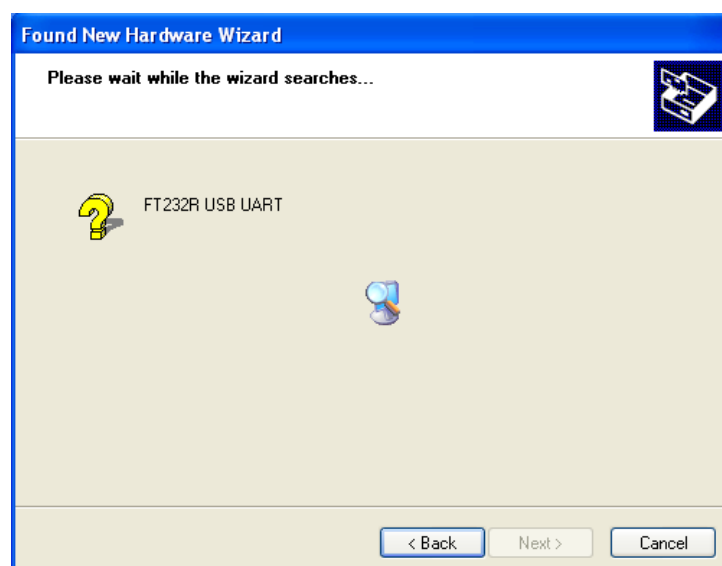 Found New Hardware Wizard
Please wait while the wizard searches...
FT232R USB UART
< Back
Next >
Cancel